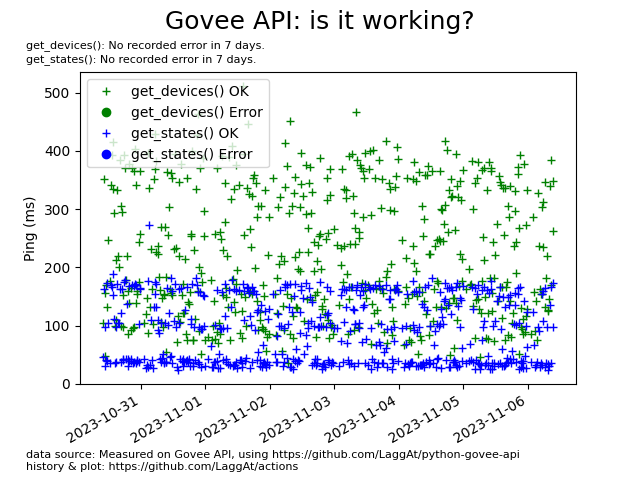 Govee API: is it working?
get_devices(): No recorded error in 7 days.
get_states(): No recorded error in 7 days.
get_devices() OK
get_devices() Error
get_states() OK
get_states() Error
Ping (ms)
500
400
300
200
100
0
2023-10-31
2023-11-01
2023-11-02
2023-11-03
2023-11-04
2023-11-05
2023-11-06
data source: Measured on Govee API, using https://github.com/LaggAt/python-govee-api
history & plot: https://github.com/LaggAt/actions